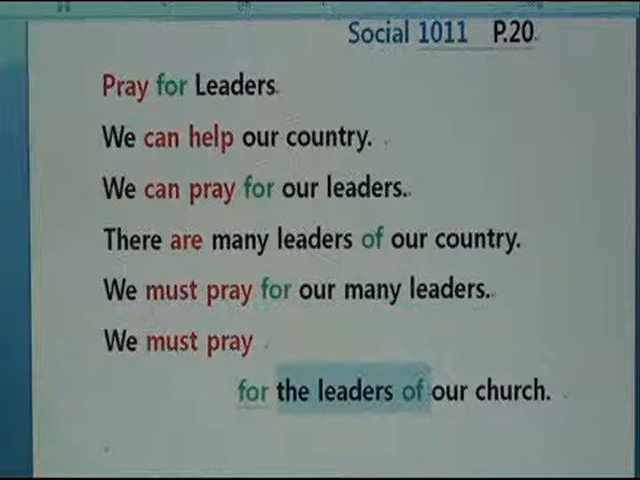 Social 1011 P.20
Pray for Leaders.
We can help our country.
We can pray for our leaders.
There are many leaders of our country.
We must pray for our many leaders.
We must pray
for the leaders of our church.